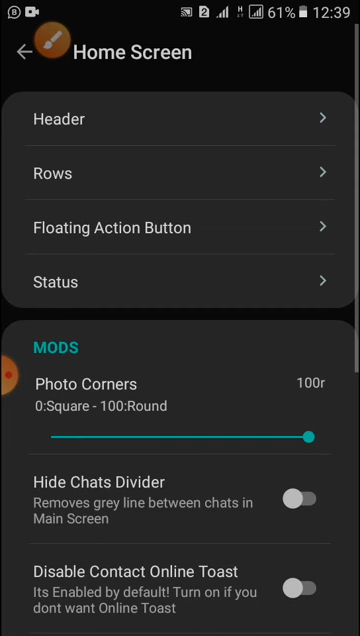 61% 12:39
Home Screen
Header
Rows
Floating Action Button
Status
MODS
Photo Corners
100r
0:Square - 100:Round
Hide Chats Divider
Removes grey line between chats in
Main Screen
Disable Contact Online Toast
Its Enabled by default! Turn on if you
dont want Online Toast